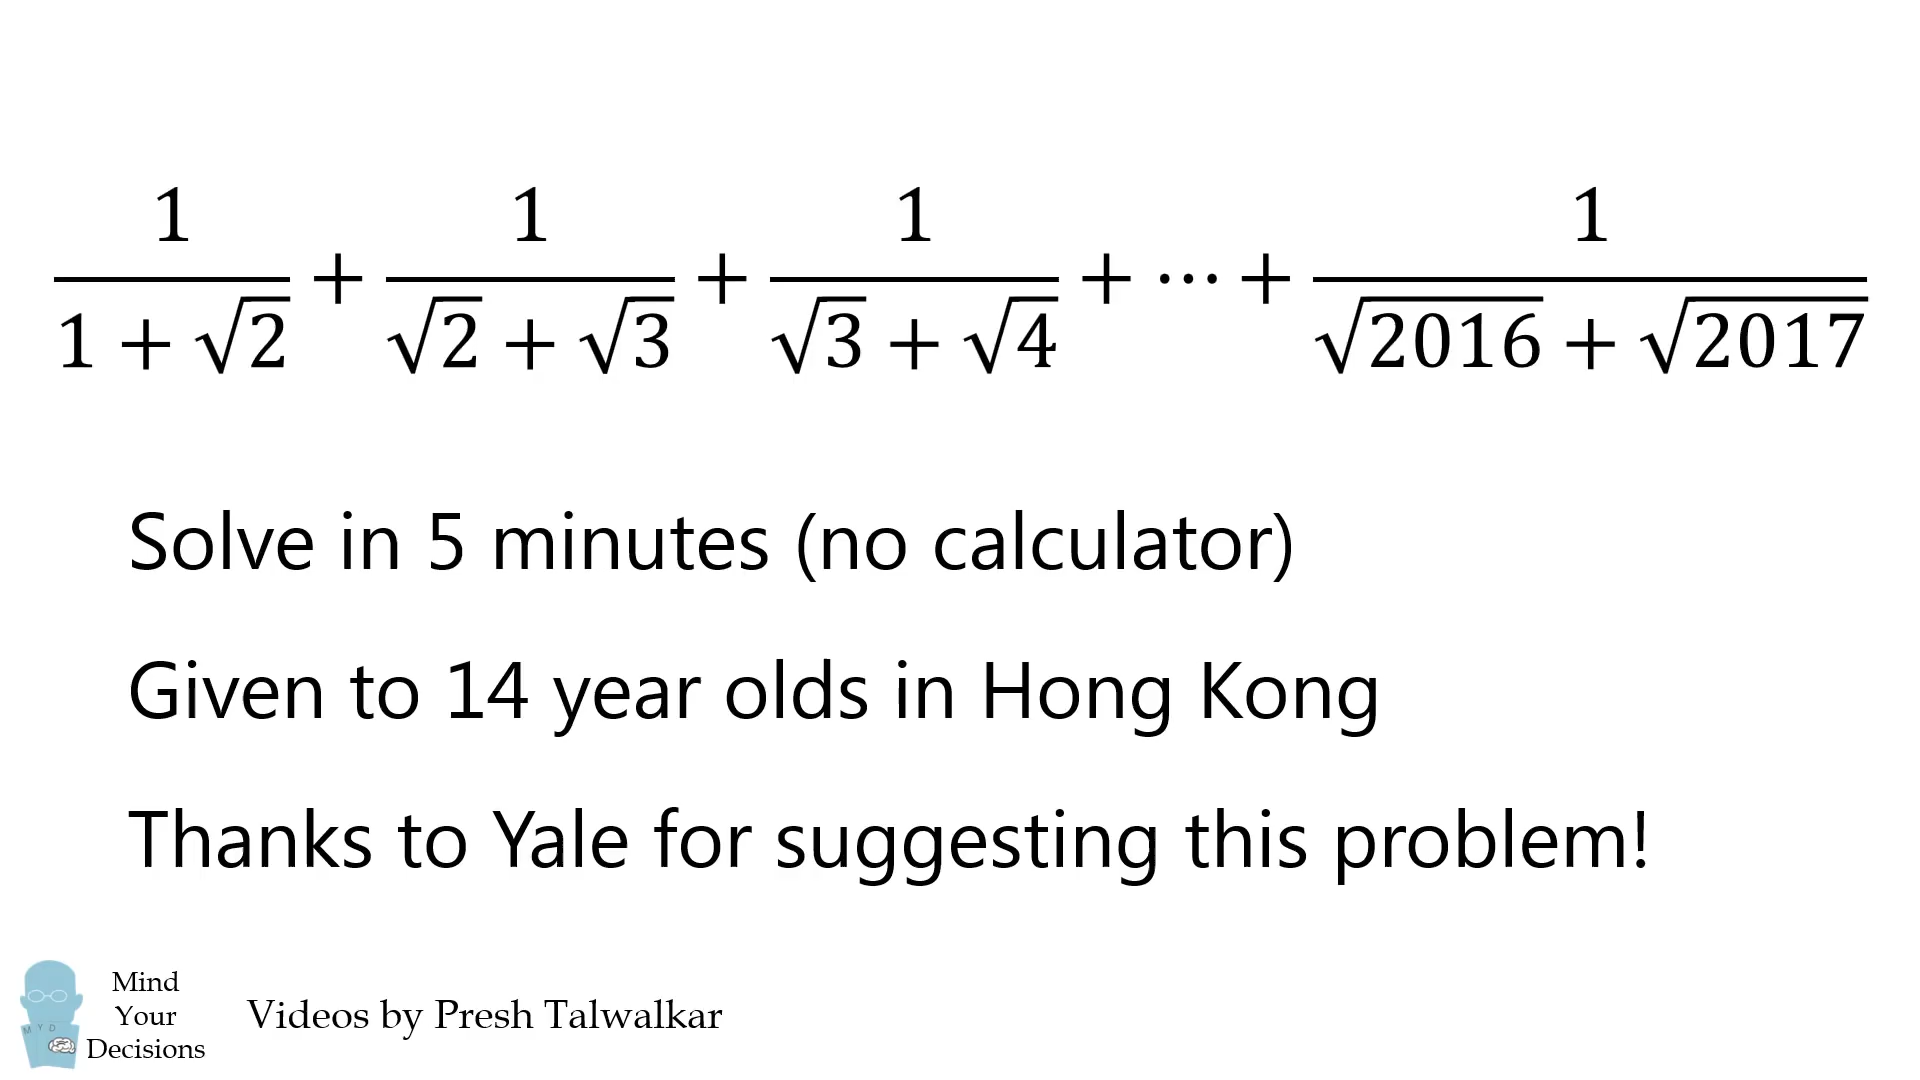 1/(1 + √2) + 1/(√2 + √3) + 1/(√3 + √4) + ⋯ + 1/(√2016 + √2017)
Solve in 5 minutes (no calculator)
Given to 14 year olds in Hong Kong
Thanks to Yale for suggesting this problem!
M Y D
Mind
Your
Decisions
Videos by Presh Talwalkar